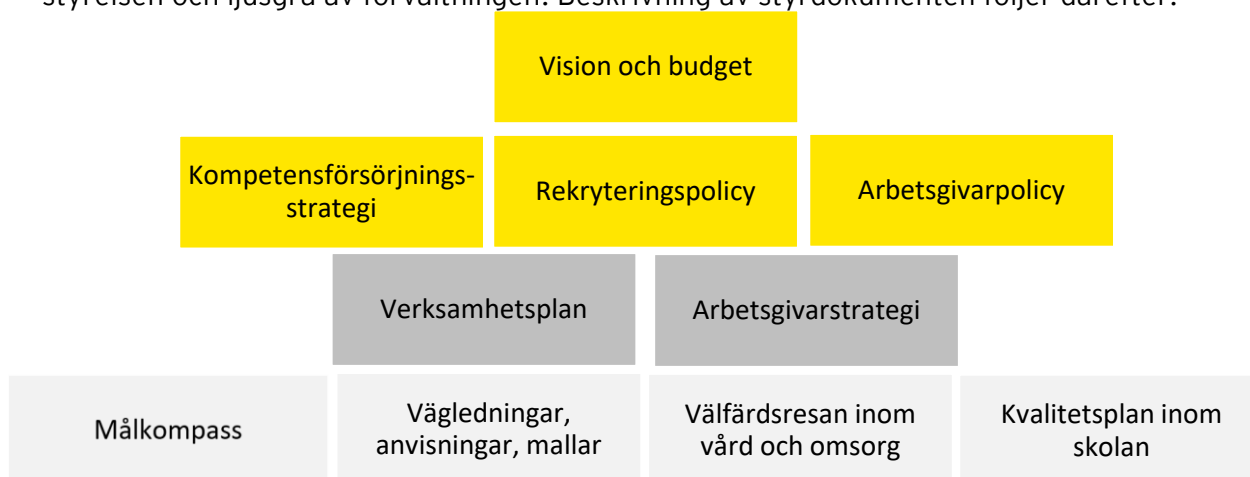 styrelsen och ljusgrå av förvaltningen. Beskrivning av styrdokumenten följer därefter.
Vision och budget
Kompetensförsörjnings-
strategi
Rekryteringspolicy
Arbetsgivarpolicy
Verksamhetsplan
Arbetsgivarstrategi
Målkompass
Vägledningar,
anvisningar, mallar
Välfärdsresan inom
vård och omsorg
Kvalitetsplan inom
skolan